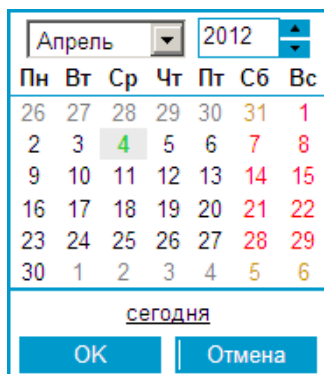 Апрель 2012
Пн Вт Ср Чт Пт Сб Вс
26 27 28 29 30 31 1
2 3 4 5 6 7 8
9 10 11 12 13 14 15
16 17 18 19 20 21 22
23 24 25 26 27 28 29
30 1 2 3 4 5 6
сегодня
OK Отмена